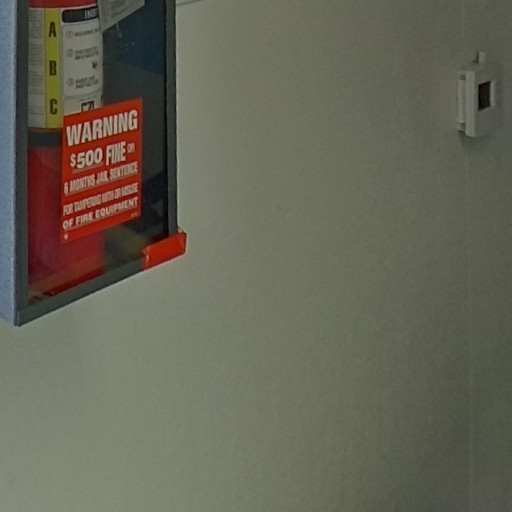 A
B
C
WARNING
$500 FINE OR
6 MONTHS JAIL SENTENCE
FOR TAMPERING WITH OR MISUSE
OF FIRE EQUIPMENT